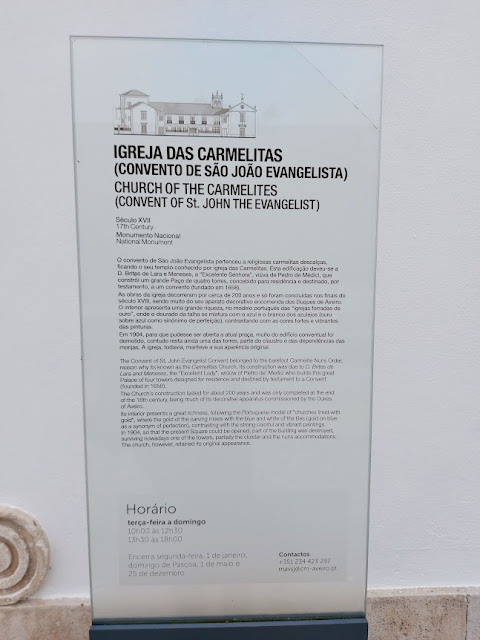 IGREJA DAS CARMELITAS
(CONVENTO DE SÃO JOÃO EVANGELISTA)
CHURCH OF THE CARMELITES
(CONVENT OF St. JOHN THE EVANGELIST)
Século XVII
17th Century
Monumento Nacional
National Monument
O convento de São João Evangelista pertenceu a religiosas carmelitas descalças,
ficando o seu templo conhecido por Igreja das Carmelitas. Esta edificação deveu-se a
D. Brites de Lara e Meneses, a "Excelente Senhora", viúva de Pedro de Médici, que
constrói um grande Paço de quatro torres, concebido para residência e destinado, por
testamento, a um convento (fundado em 1658).
As obras da igreja decorreram por cerca de 200 anos e só foram concluídas nos finais do
século XVIII, sendo muito do seu aparato decorativo encomenda dos Duques de Aveiro.
O interior apresenta uma grande riqueza, no modelo português das "igrejas forradas de
ouro", onde o dourado da talha se mistura com o azul e o branco dos azulejos (ouro
sobre azul como sinónimo de perfeição), contrastando com as cores fortes e vibrantes
das pinturas.
Em 1904, para que pudesse ser aberta a atual praça, muito do edifício conventual foi
demolido, contudo resta ainda uma das torres, parte do claustro e das dependências das
monjas. A igreja, todavia, manteve a sua aparência original.
The Convent of St. John Evangelist Convent belonged to the barefoot Carmelite Nuns Order,
reason why its known as the Carmelites Church. Its construction was due to D. Brites de
Lara and Meneses, the "Excellent Lady", widow of Pietro de' Medici who builds this great
Palace of four towers designed for residence and destined by testament to a Convent
(founded in 1658).
The Church's construction lasted for about 200 years and was only completed at the end
of the 18th century, being much of its decorative apparatus commissioned by the Dukes
of Aveiro.
Its interior presents a great richness, following the Portuguese model of "churches lined with
gold", where the gold of the carving mixes with the blue and white of the tiles (gold on blue
as a synonym of perfection), contrasting with the strong colorful and vibrant paintings.
In 1904, so that the present Square could be opened, part of the building was destroyed,
surviving nowadays one of the towers, partially the cloister and the nuns accommodations.
The church, however, retained its original appearance.
Horário
terça-feira a domingo
10h00 às 12h30
13h30 às 18h00
Encerra segunda-feira, 1 de janeiro,
domingo de Páscoa, 1 de maio e
25 de dezembro
Contactos
+351 234 423 297
mavsj@cm-aveiro.pt